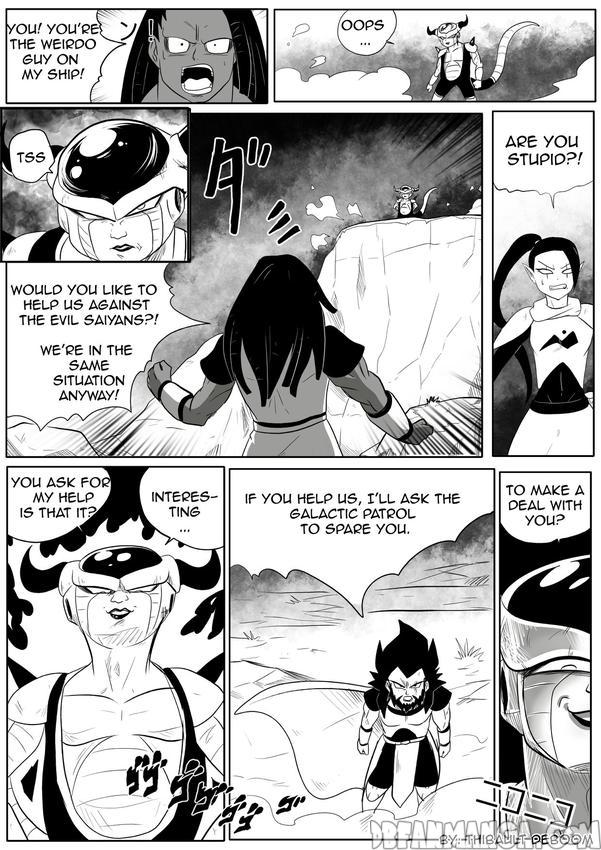 YOU! YOU'RE
THE WEIRDO
GUY ON
MY SHIP!
OOPS
...
TSS
ダッ
WOULD YOU LIKE TO
HELP US AGAINST
THE EVIL SAIYANS?!
WE'RE IN THE
SAME
SITUATION
ANYWAY!
ARE YOU
STUPID?!
YOU ASK FOR
MY HELP
IS THAT IT?
INTERES-
TING
...
IF YOU HELP US, I'LL ASK THE
GALACTIC PATROL
TO SPARE YOU.
TO MAKE A
DEAL WITH
YOU?
DBFANMANGA.COM
BY: THIBAULT DEBOOM